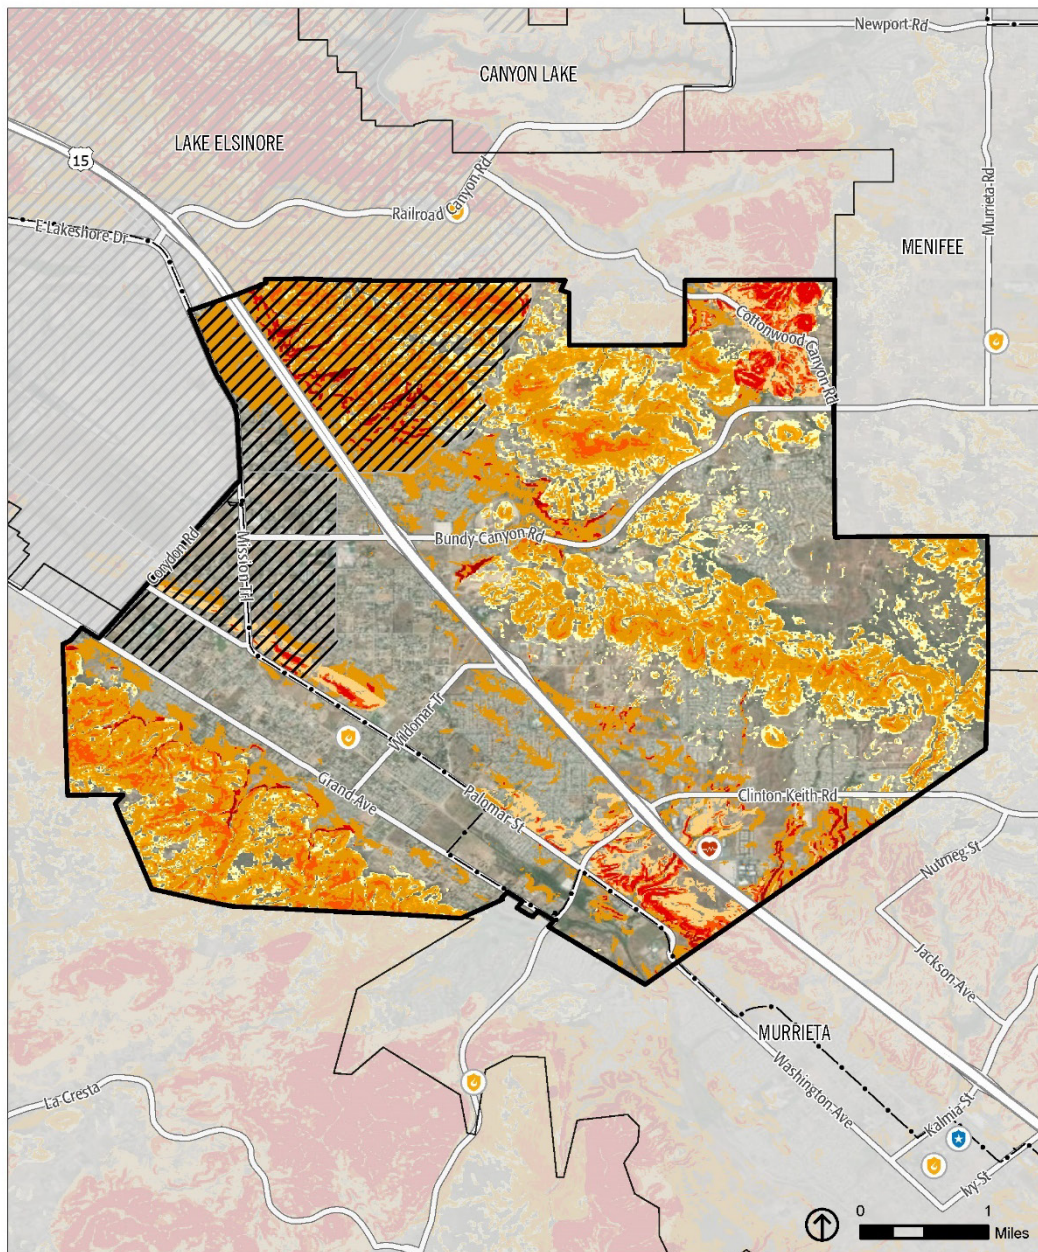 Newport Rd
CANYON LAKE
LAKE ELSINORE
15
Murrieta Rd
Railroad Canyon Rd
E Lakeshore Dr
MENIFEE
Cottonwood Canyon Rd
Corydon Rd
Mission Trl
Bundy Canyon Rd
Wildomar Tr
Grand Ave
Palomar St
Clinton Keith Rd
Nutmeg St
Jackson Ave
MURRIETA
Washington Ave
La Cresta
Kalmia St
Ivy St
0 1
Miles